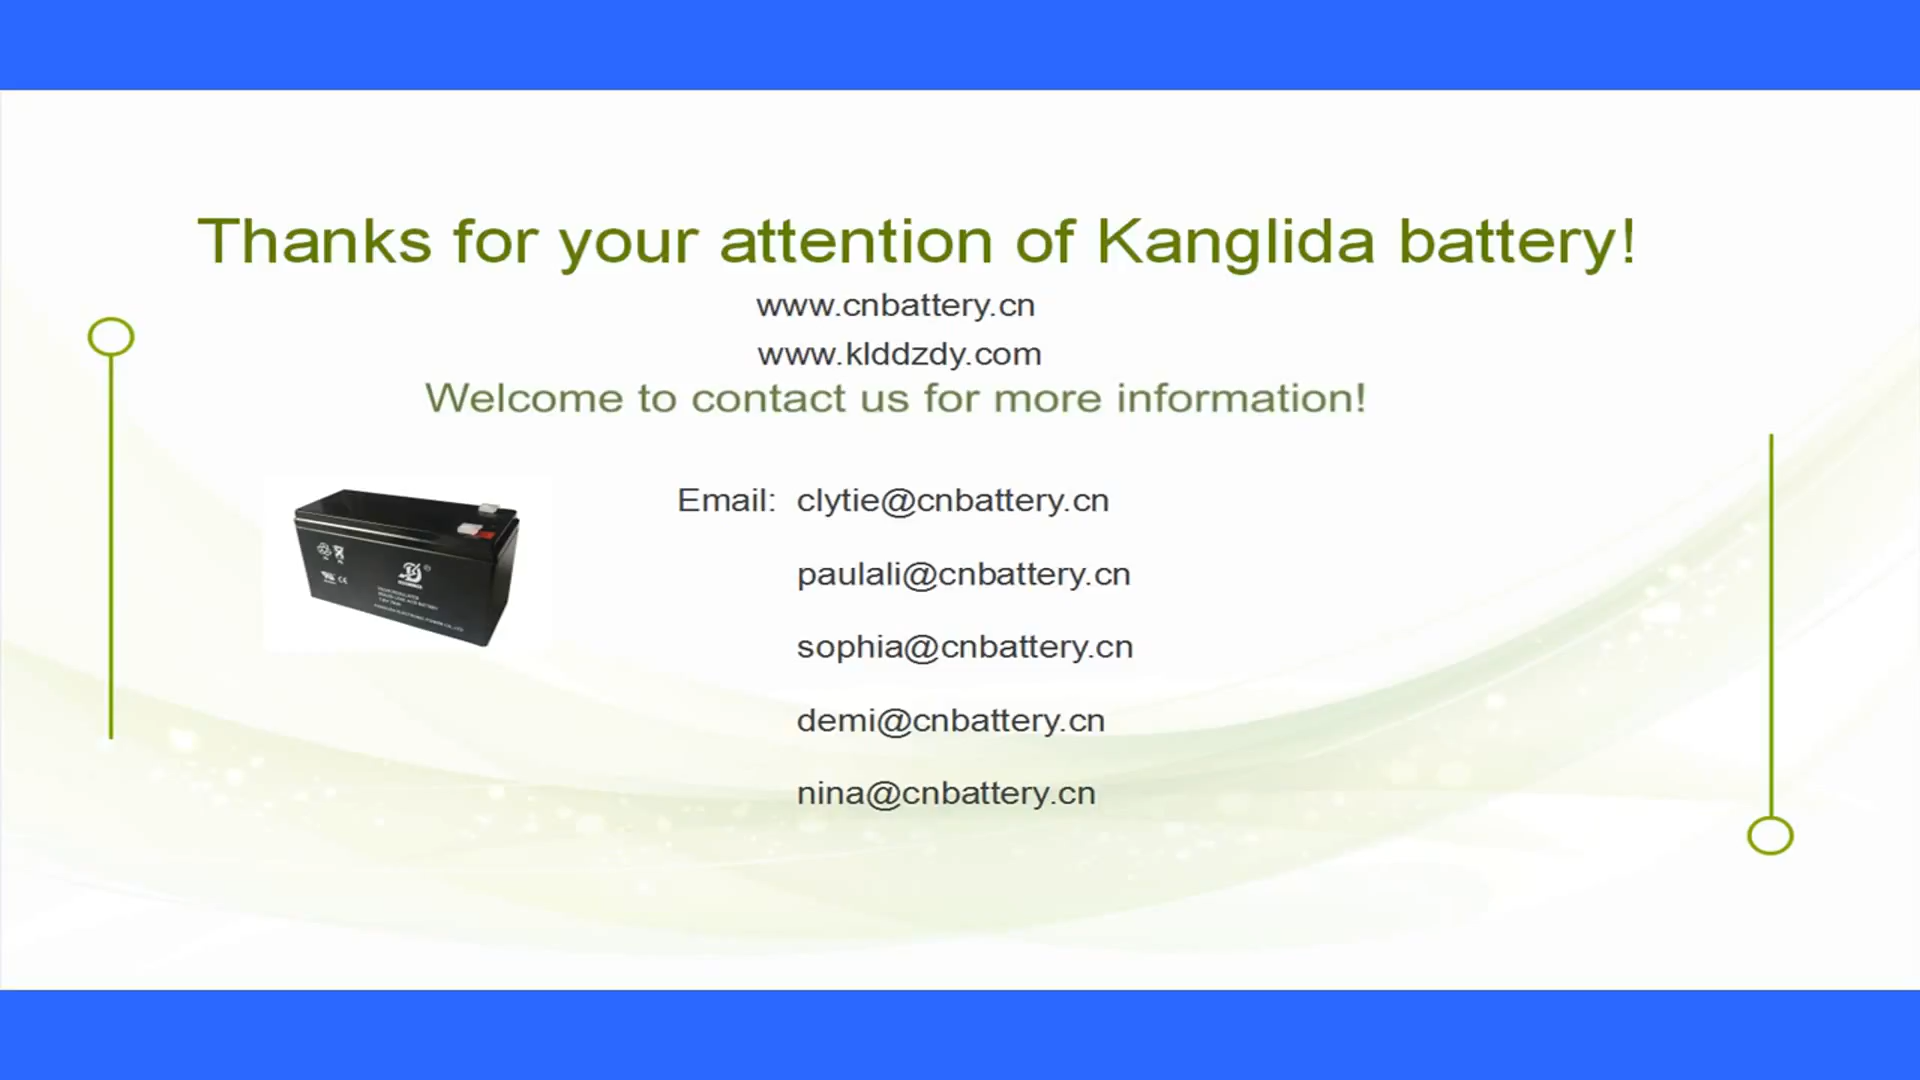 Thanks for your attention of Kanglida battery!
www.cnbattery.cn
www.klddzdy.com
Welcome to contact us for more information!
Email: clytie@cnbattery.cn
paulali@cnbattery.cn
sophia@cnbattery.cn
demi@cnbattery.cn
nina@cnbattery.cn